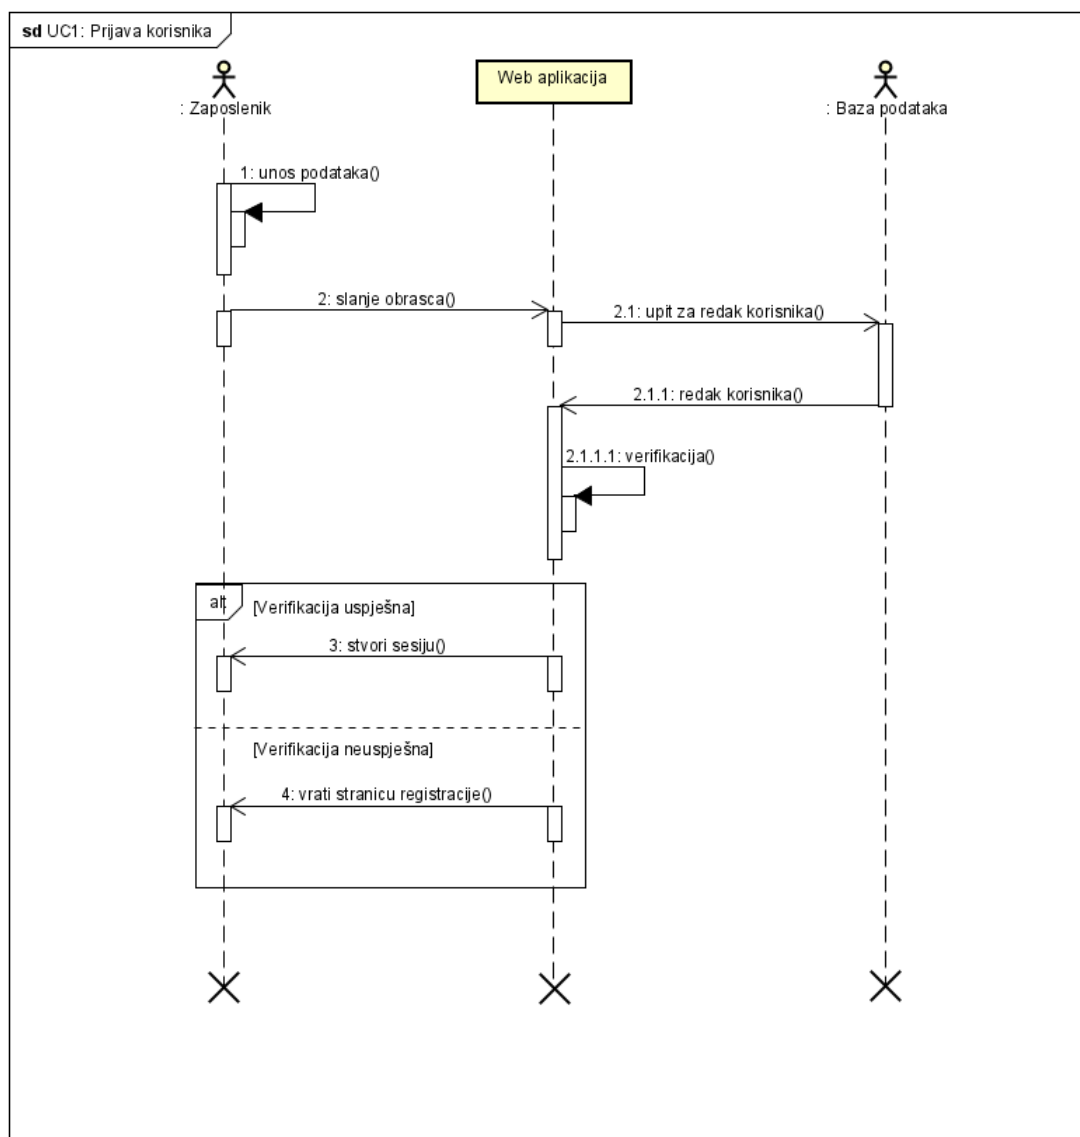 sd UC1: Prijava korisnika
: Zaposlenik
Web aplikacija
: Baza podataka
1: unos podataka()
2: slanje obrasca()
2.1: upit za redak korisnika()
2.1.1: redak korisnika()
2.1.1.1: verifikacija()
alt
[Verifikacija uspješna]
3: stvori sesiju()
[Verifikacija neuspješna]
4: vrati stranicu registracije()